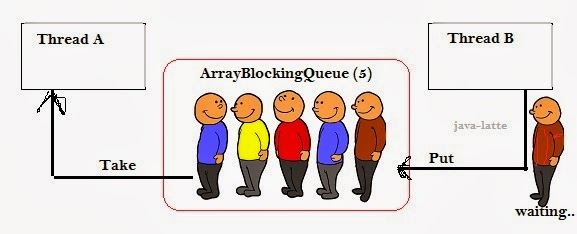 Thread A
Thread B
ArrayBlockingQueue (5)
java-latte
Take
Put
waiting..